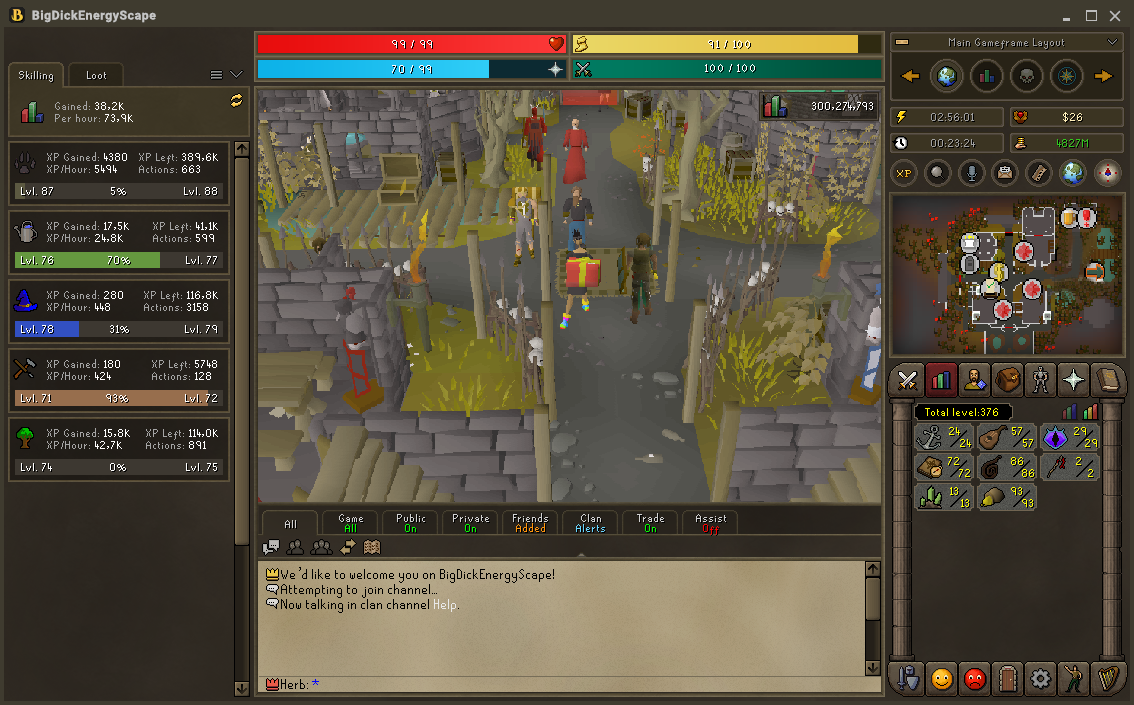 BigDickEnergyScape
Skilling
Loot
Gained: 38,2K
Per hour: 73,9K
XP Gained: 4380 XP Left: 389,6K
XP/Hour: 5494 Actions: 663
Lvl. 87 5% Lvl. 88
XP Gained: 17,5K XP Left: 41,1K
XP/Hour: 24,8K Actions: 599
Lvl. 76 70% Lvl. 77
XP Gained: 280 XP Left: 116,8K
XP/Hour: 448 Actions: 3158
Lvl. 78 31% Lvl. 79
XP Gained: 180 XP Left: 5748
XP/Hour: 424 Actions: 128
Lvl. 71 93% Lvl. 72
XP Gained: 15,8K XP Left: 114,0K
XP/Hour: 42,7K Actions: 891
Lvl. 74 0% Lvl. 75
99 / 99
91 / 100
70 / 99
100 / 100
300,274,793
Main Gameframe Layout
02:56:01
$26
00:23:24
4827M
XP
Total level:376
24/24 57/57 29/29
72/72 86/86 2/2
13/13 93/93
All
Game All
Public On
Private On
Friends Added
Clan Alerts
Trade On
Assist Off
We'd like to welcome you on BigDickEnergyScape!
Attempting to join channel...
Now talking in clan channel Help.
Herb: *